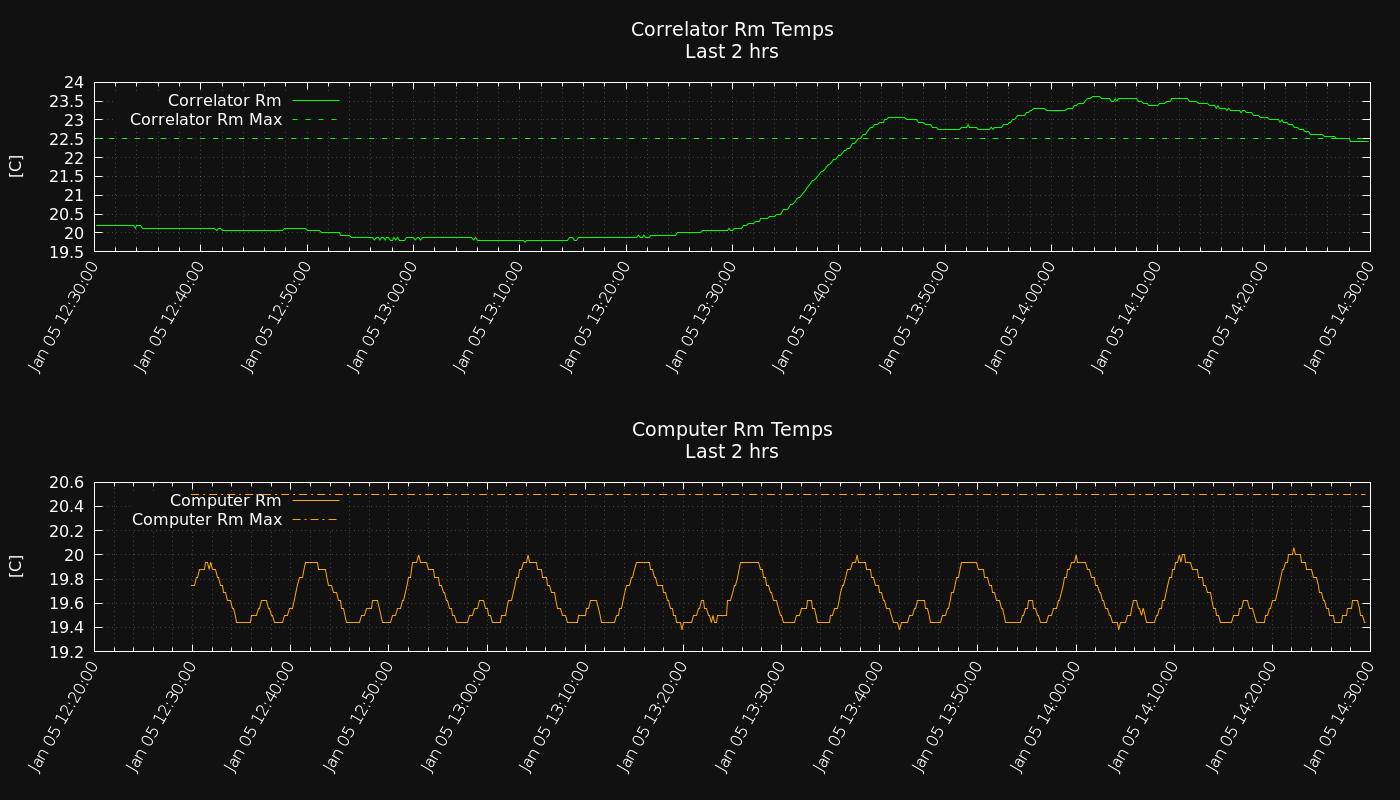 Correlator Rm Temps
Last 2 hrs
Correlator Rm
Correlator Rm Max
[C]
24
23.5
23
22.5
22
21.5
21
20.5
20
19.5
Jan 05 12:30:00
Jan 05 12:40:00
Jan 05 12:50:00
Jan 05 13:00:00
Jan 05 13:10:00
Jan 05 13:20:00
Jan 05 13:30:00
Jan 05 13:40:00
Jan 05 13:50:00
Jan 05 14:00:00
Jan 05 14:10:00
Jan 05 14:20:00
Jan 05 14:30:00
Computer Rm Temps
Last 2 hrs
Computer Rm
Computer Rm Max
[C]
20.6
20.4
20.2
20
19.8
19.6
19.4
19.2
Jan 05 12:20:00
Jan 05 12:30:00
Jan 05 12:40:00
Jan 05 12:50:00
Jan 05 13:00:00
Jan 05 13:10:00
Jan 05 13:20:00
Jan 05 13:30:00
Jan 05 13:40:00
Jan 05 13:50:00
Jan 05 14:00:00
Jan 05 14:10:00
Jan 05 14:20:00
Jan 05 14:30:00